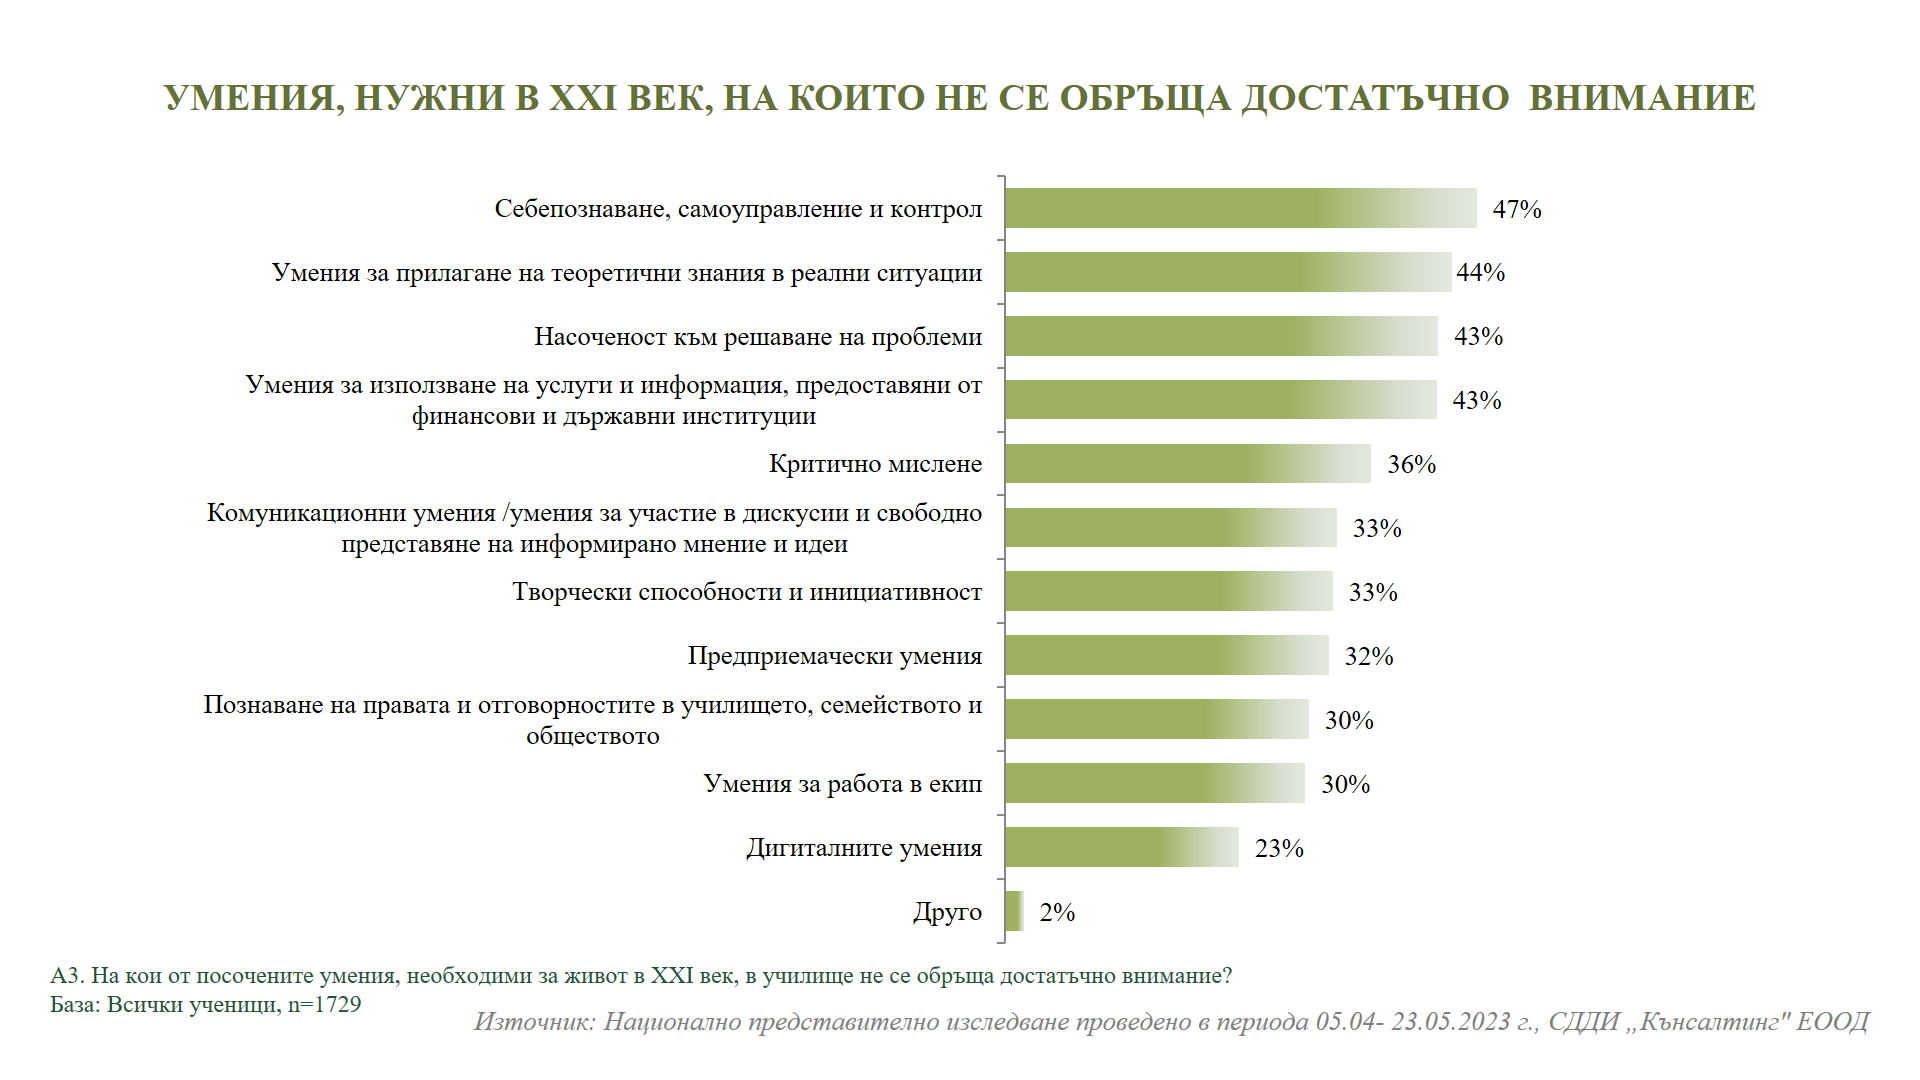 УМЕНИЯ, НУЖНИ В XXI ВЕК, НА КОИТО НЕ СЕ ОБРЪЩА ДОСТАТЪЧНО ВНИМАНИЕ
Себепознаване, самоуправление и контрол
47%
Умения за прилагане на теоретични знания в реални ситуации
44%
Насоченост към решаване на проблеми
43%
Умения за използване на услуги и информация, предоставяни от
финансови и държавни институции
43%
Критично мислене
36%
Комуникационни умения /умения за участие в дискусии и свободно
представяне на информирано мнение и идеи
33%
Творчески способности и инициативност
33%
Предприемачески умения
32%
Познаване на правата и отговорностите в училището, семейството и
обществото
30%
Умения за работа в екип
30%
Дигиталните умения
23%
Друго
2%
А3. На кои от посочените умения, необходими за живот в XXI век, в училище не се обръща достатъчно внимание?
База: Всички ученици, n=1729
Източник: Национално представително изследване проведено в периода 05.04- 23.05.2023 г., СДДИ „Кънсалтинг" ЕООД